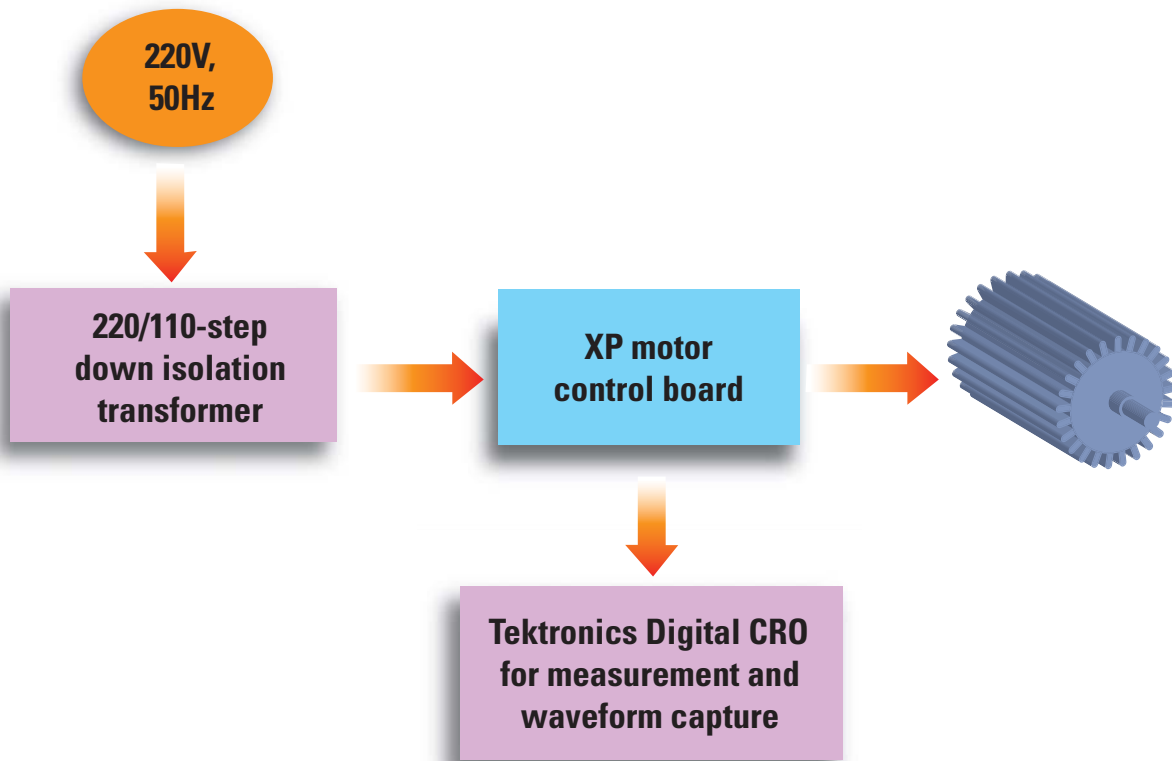 220V,
50Hz
220/110-step
down isolation
transformer
XP motor
control board
Tektronics Digital CRO
for measurement and
waveform capture